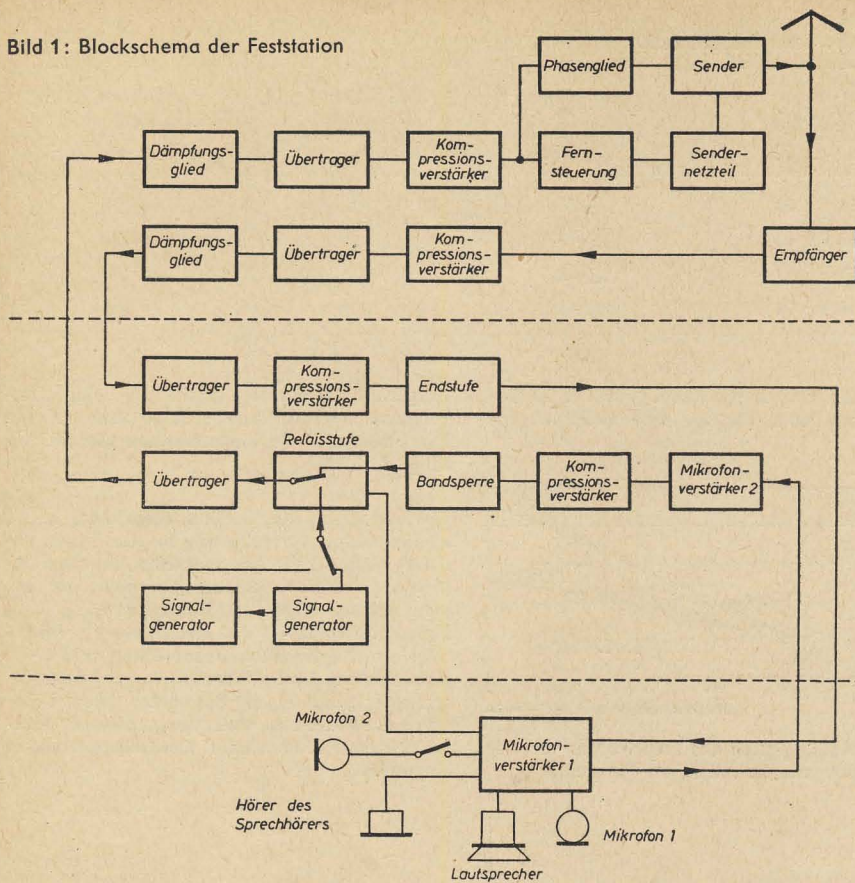 Bild 1: Blockschema der Feststation
Phasenglied
Sender
Dämpfungs-
glied
Übertrager
Kom-
pressions-
verstärker
Fern-
steuerung
Sender-
netzteil
Dämpfungs-
glied
Übertrager
Kom-
pressions-
verstärker
Empfänger
Übertrager
Kom-
pressions-
verstärker
Endstufe
Relaisstufe
Übertrager
Bandsperre
Kom-
pressions-
verstärker
Mikrofon-
verstärker 2
Signal-
generator
Signal-
generator
Mikrofon 2
Mikrofon-
verstärker 1
Hörer des
Sprechhörers
Mikrofon 1
Lautsprecher